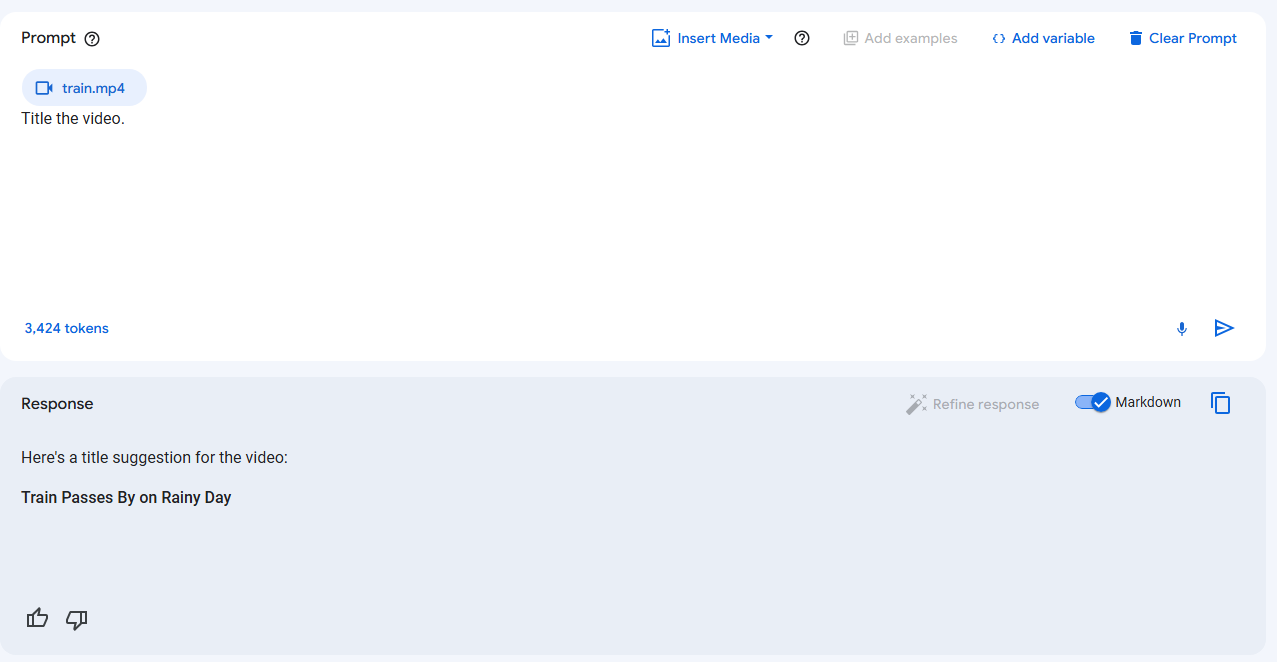 Prompt Insert Media Add examples Add variable Clear Prompt
train.mp4
Title the video.
3,424 tokens
Response Refine response Markdown
Here's a title suggestion for the video:
Train Passes By on Rainy Day